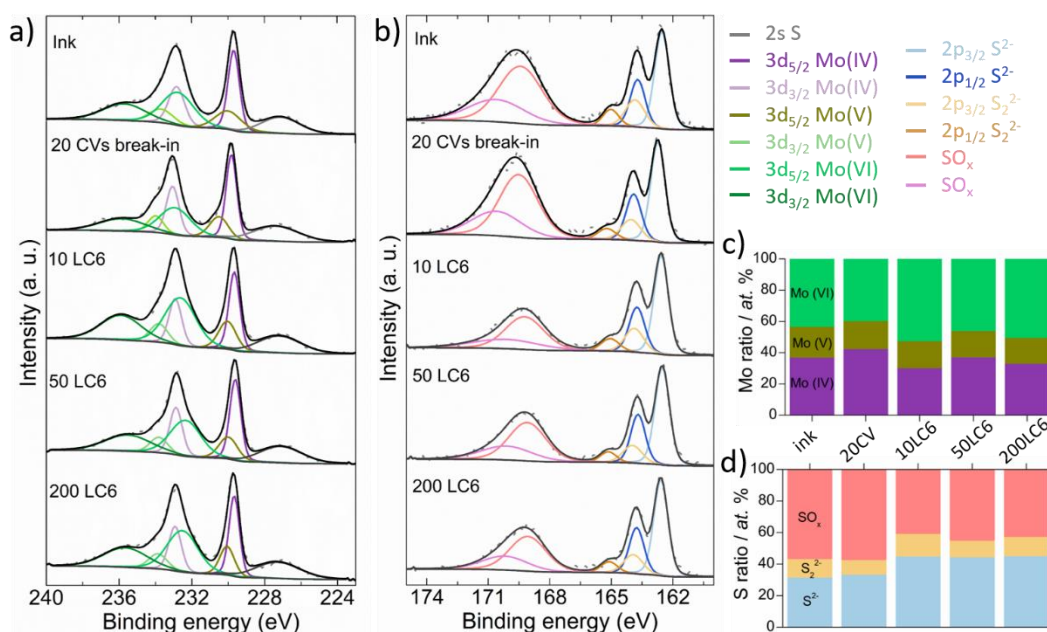 a)
Ink
20 CVs break-in
10 LC6
50 LC6
200 LC6
Intensity (a. u.)
240 236 232 228 224
Binding energy (eV)
b)
Ink
20 CVs break-in
10 LC6
50 LC6
200 LC6
Intensity (a. u.)
174 171 168 165 162
Binding energy (eV)
2s S
3d5/2 Mo(IV)
3d3/2 Mo(IV)
3d5/2 Mo(V)
3d3/2 Mo(V)
3d5/2 Mo(VI)
3d3/2 Mo(VI)
2p3/2 S2-
2p1/2 S2-
2p3/2 S22-
2p1/2 S22-
SOx
SOx
c)
Mo ratio / at. %
100
80
60
40
20
0
Mo (VI)
Mo (V)
Mo (IV)
ink 20CV 10LC6 50LC6 200LC6
d)
S ratio / at. %
100
80
60
40
20
0
SOx
S22-
S2-